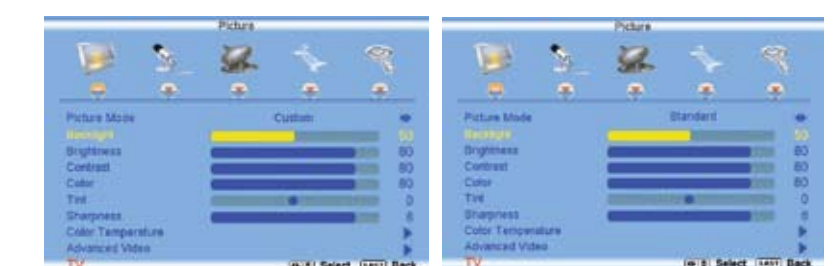 Picture
Picture Mode Custom
Backlight 50
Brightness 80
Contrast 80
Color 80
Tint 0
Sharpness 6
Color Temperature
Advanced Video
TV Select LAST Back
Picture
Picture Mode Standard
Backlight 50
Brightness 80
Contrast 80
Color 80
Tint 0
Sharpness 6
Color Temperature
Advanced Video
TV Select LAST Back